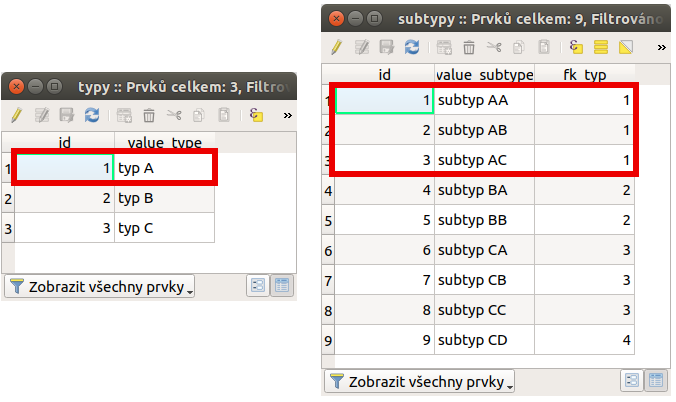 typy :: Prvků celkem: 3, Filtrová
id value_type
1 1 typ A
2 2 typ B
3 3 typ C
Zobrazit všechny prvky
subtypy :: Prvků celkem: 9, Filtrováno
id value_subtype fk_typ
1 1 subtyp AA 1
2 2 subtyp AB 1
3 3 subtyp AC 1
4 4 subtyp BA 2
5 5 subtyp BB 2
6 6 subtyp CA 3
7 7 subtyp CB 3
8 8 subtyp CC 3
9 9 subtyp CD 4
Zobrazit všechny prvky